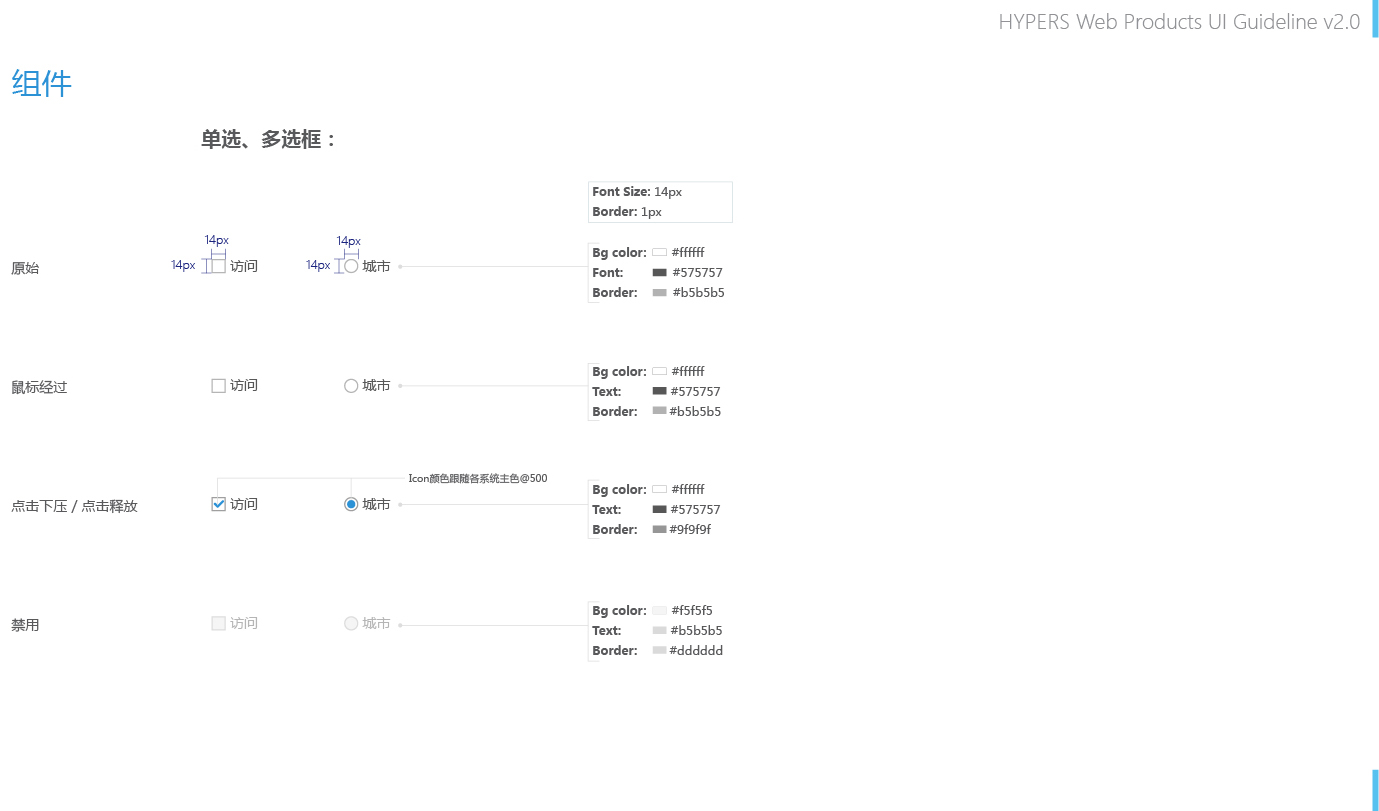 HYPERS Web Products UI Guideline v2.0
组件
单选、多选框：
Font Size: 14px
Border: 1px
14px
14px
原始
14px
访问
14px
城市
Bg color: #ffffff
Font: #575757
Border: #b5b5b5
鼠标经过
访问
城市
Bg color: #ffffff
Text: #575757
Border: #b5b5b5
Icon颜色跟随各系统主色@500
点击下压 / 点击释放
访问
城市
Bg color: #ffffff
Text: #575757
Border: #9f9f9f
禁用
访问
城市
Bg color: #f5f5f5
Text: #b5b5b5
Border: #dddddd